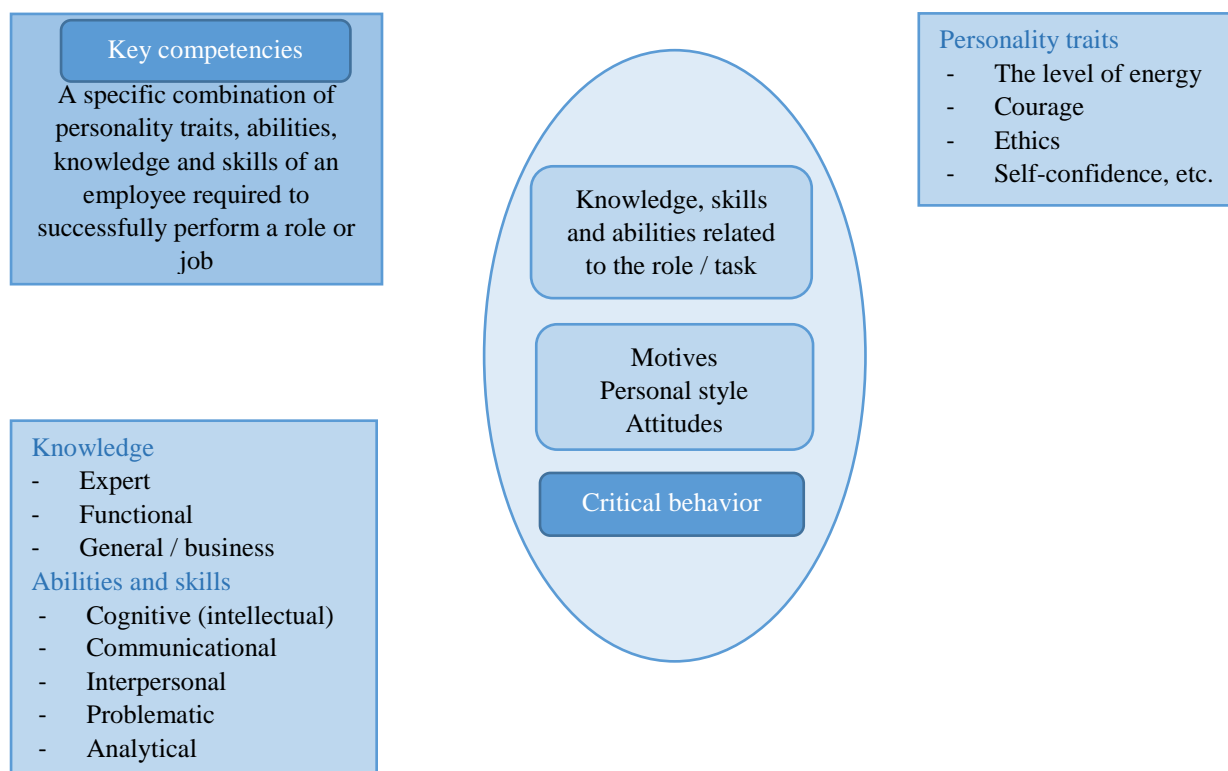 Key competencies
A specific combination of
personality traits, abilities,
knowledge and skills of an
employee required to
successfully perform a role or
job
Knowledge, skills
and abilities related
to the role / task
Motives
Personal style
Attitudes
Critical behavior
Personality traits
- The level of energy
- Courage
- Ethics
- Self-confidence, etc.
Knowledge
- Expert
- Functional
- General / business
Abilities and skills
- Cognitive (intellectual)
- Communicational
- Interpersonal
- Problematic
- Analytical